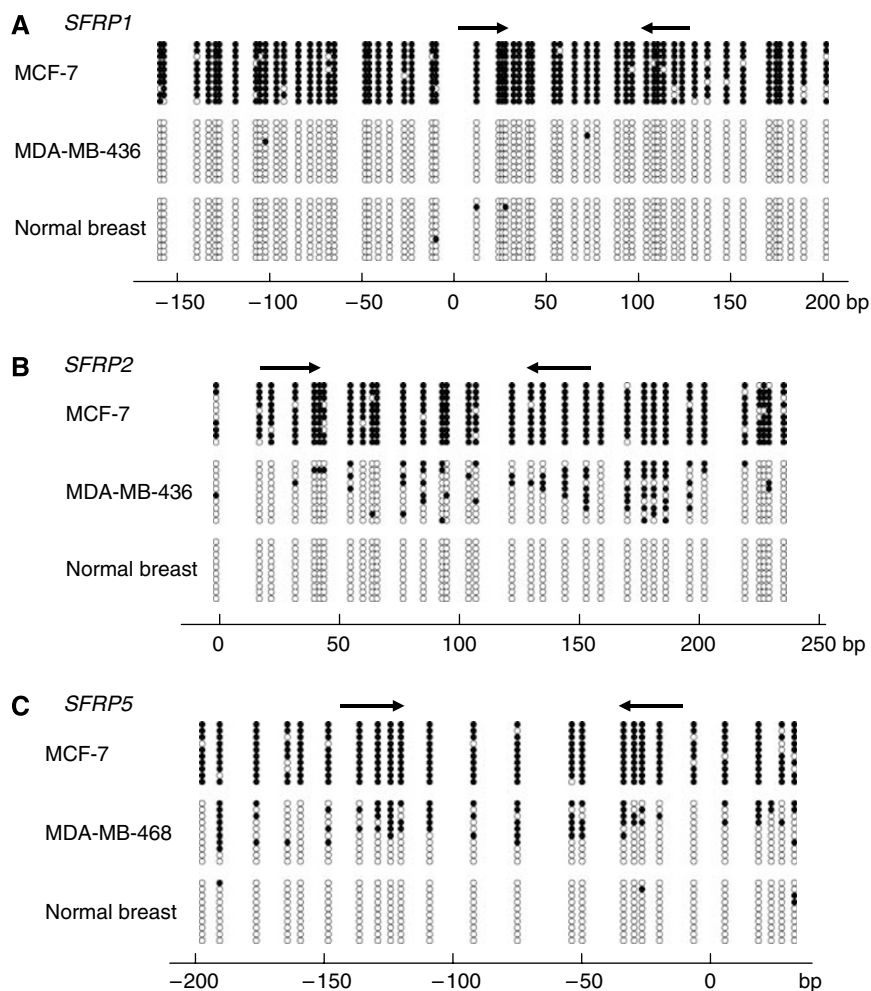 A SFRP1
MCF-7
MDA-MB-436
Normal breast
−150 −100 −50 0 50 100 150 200 bp
B SFRP2
MCF-7
MDA-MB-436
Normal breast
0 50 100 150 200 250 bp
C SFRP5
MCF-7
MDA-MB-468
Normal breast
−200 −150 −100 −50 0 bp